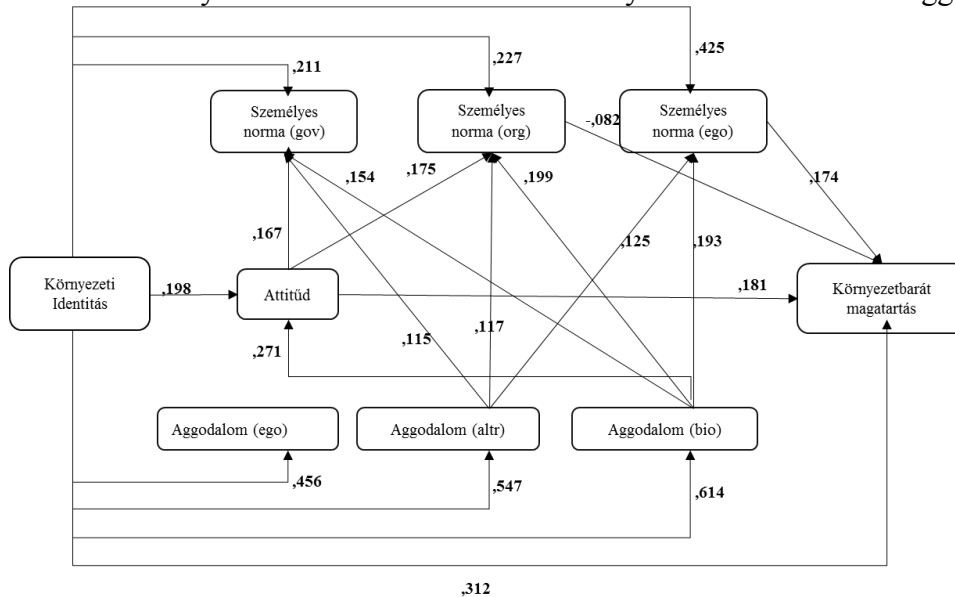 ,425
,211
,227
Személyes
norma (gov)
Személyes
norma (org)
Személyes
norma (ego)
-,082
,154
,175
,199
,174
,167
,125
,193
Környezeti
Identitás
,198
Attitűd
,181
Környezetbarát
magatartás
,115
,117
,271
Aggodalom (ego)
Aggodalom (altr)
Aggodalom (bio)
,456
,547
,614
,312